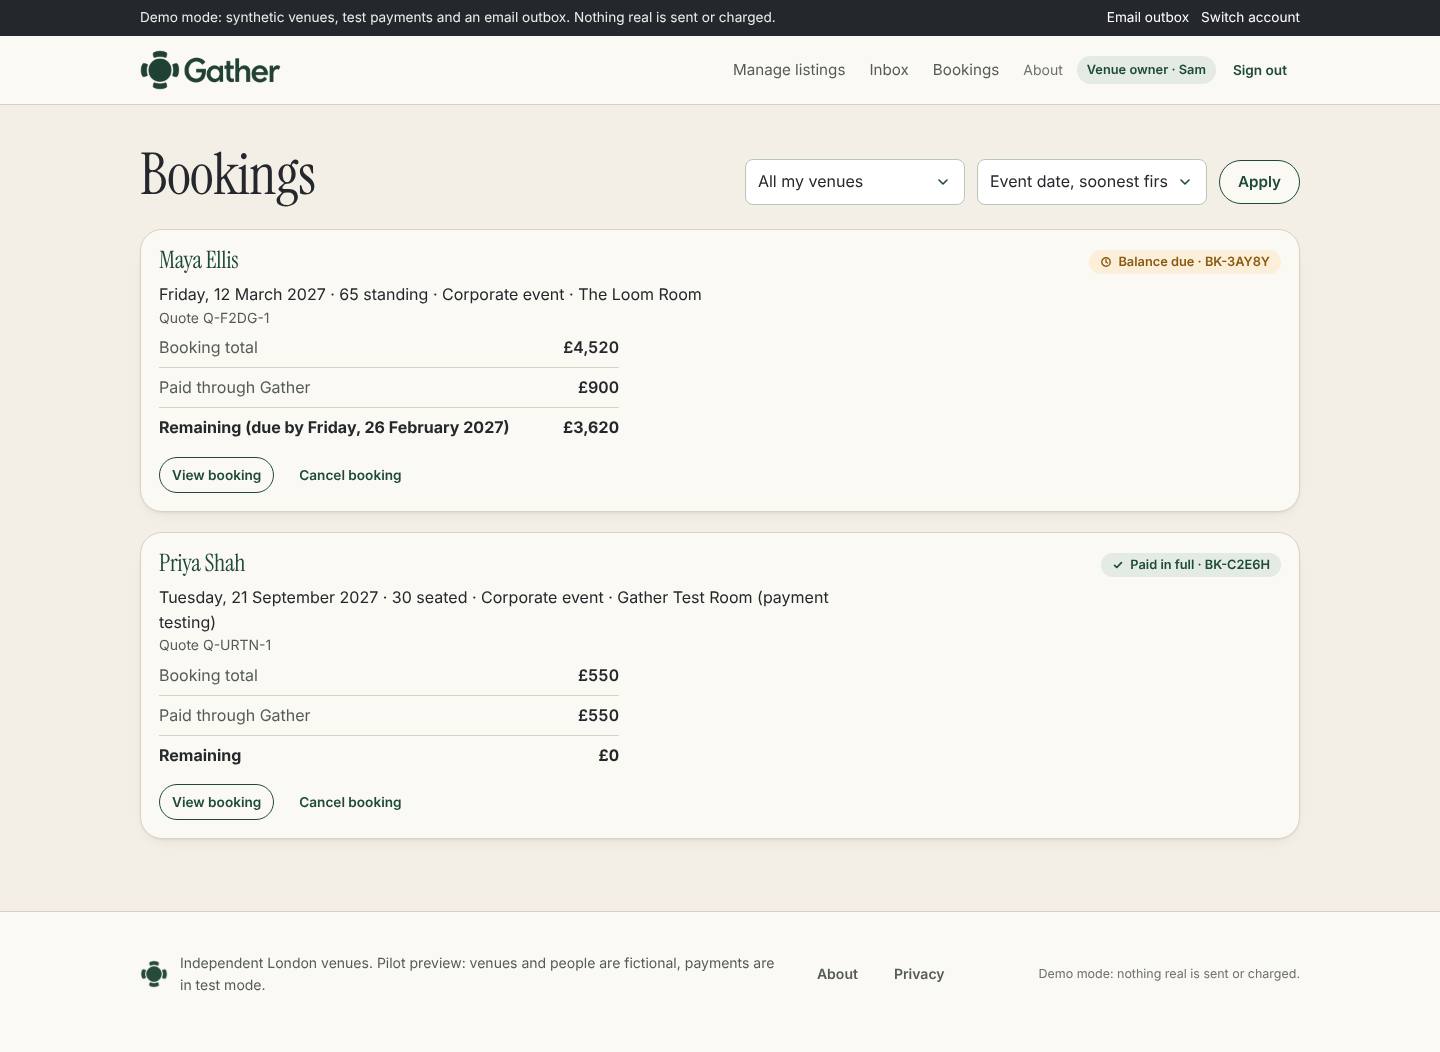 Demo mode: synthetic venues, test payments and an email outbox. Nothing real is sent or charged.
Email outbox Switch account
Gather
Manage listings Inbox Bookings About Venue owner · Sam Sign out
Bookings
All my venues
Event date, soonest firs
Apply
Maya Ellis
Balance due · BK-3AY8Y
Friday, 12 March 2027 · 65 standing · Corporate event · The Loom Room
Quote Q-F2DG-1
Booking total £4,520
Paid through Gather £900
Remaining (due by Friday, 26 February 2027) £3,620
View booking Cancel booking
Priya Shah
Paid in full · BK-C2E6H
Tuesday, 21 September 2027 · 30 seated · Corporate event · Gather Test Room (payment
testing)
Quote Q-URTN-1
Booking total £550
Paid through Gather £550
Remaining £0
View booking Cancel booking
Independent London venues. Pilot preview: venues and people are fictional, payments are
in test mode.
About Privacy
Demo mode: nothing real is sent or charged.